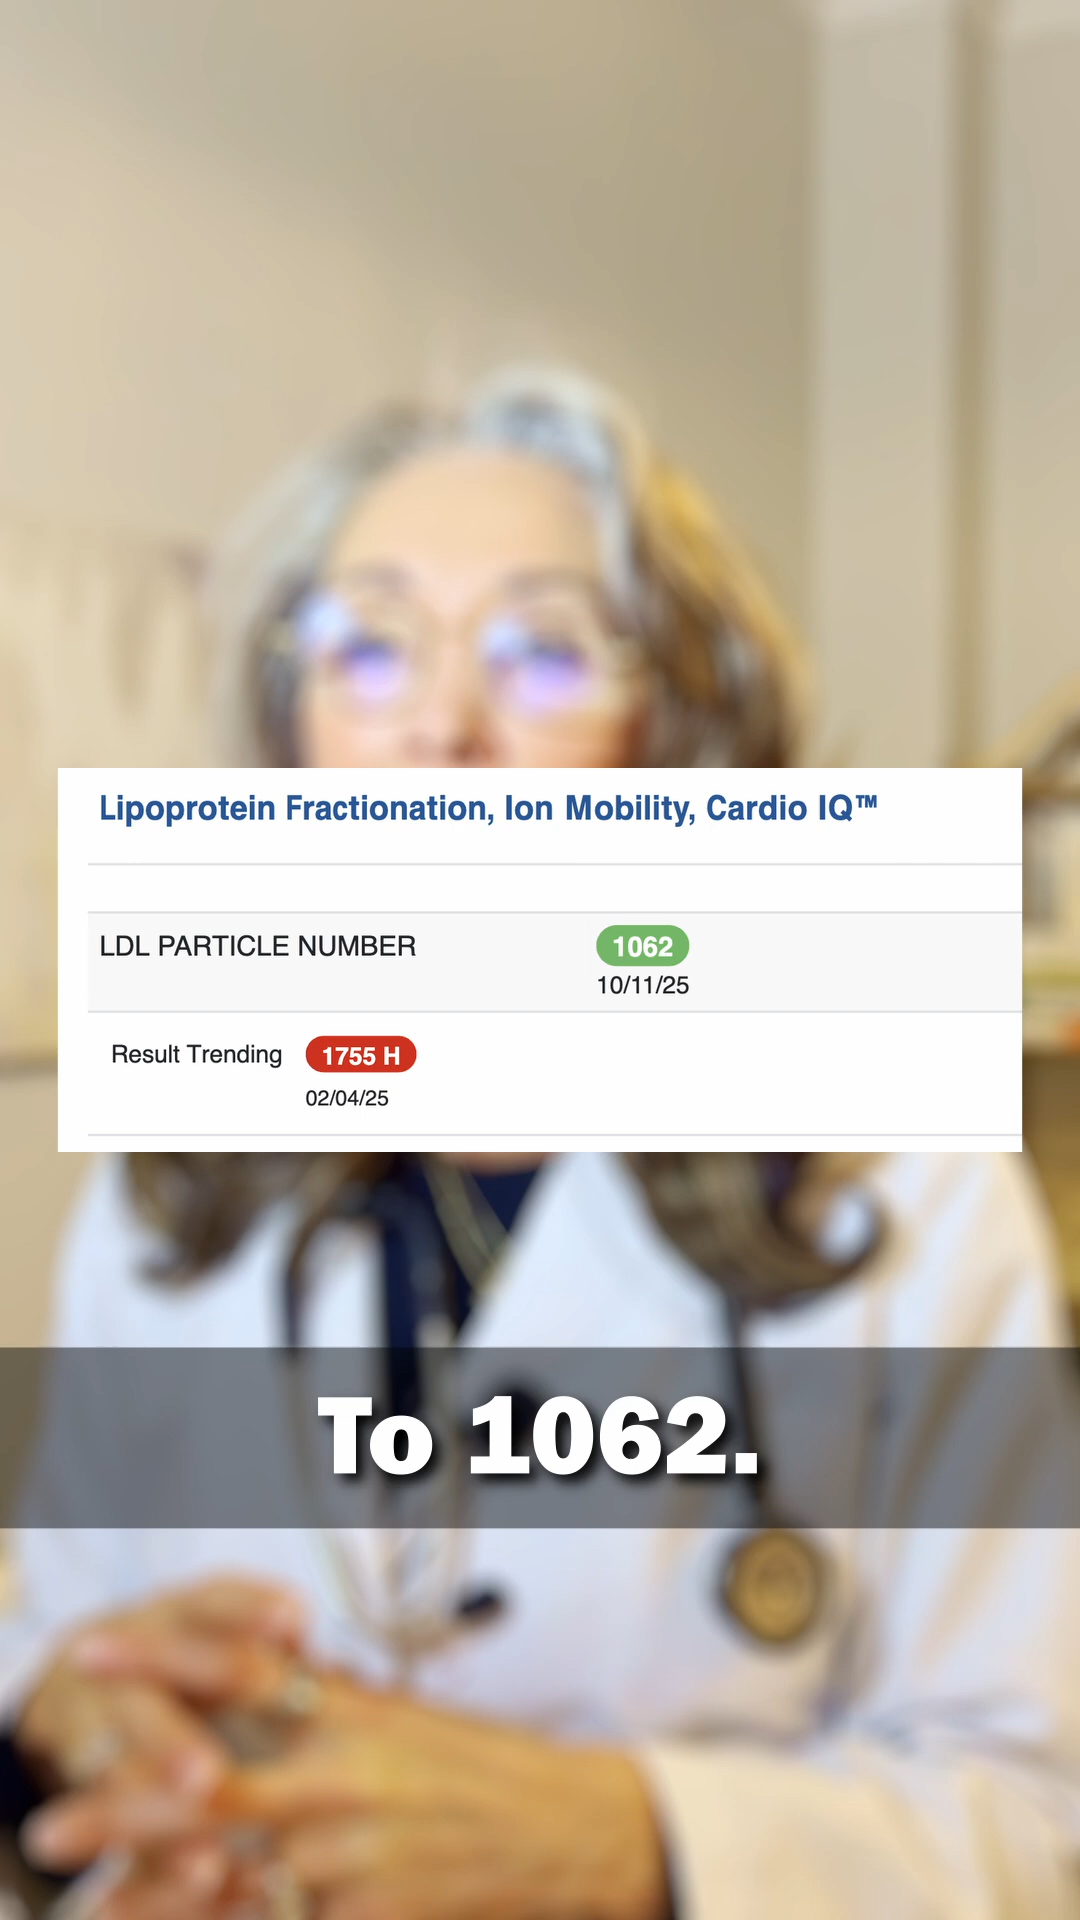 Lipoprotein Fractionation, Ion Mobility, Cardio IQ™
LDL PARTICLE NUMBER 1062
10/11/25
Result Trending 1755 H
02/04/25
To 1062.